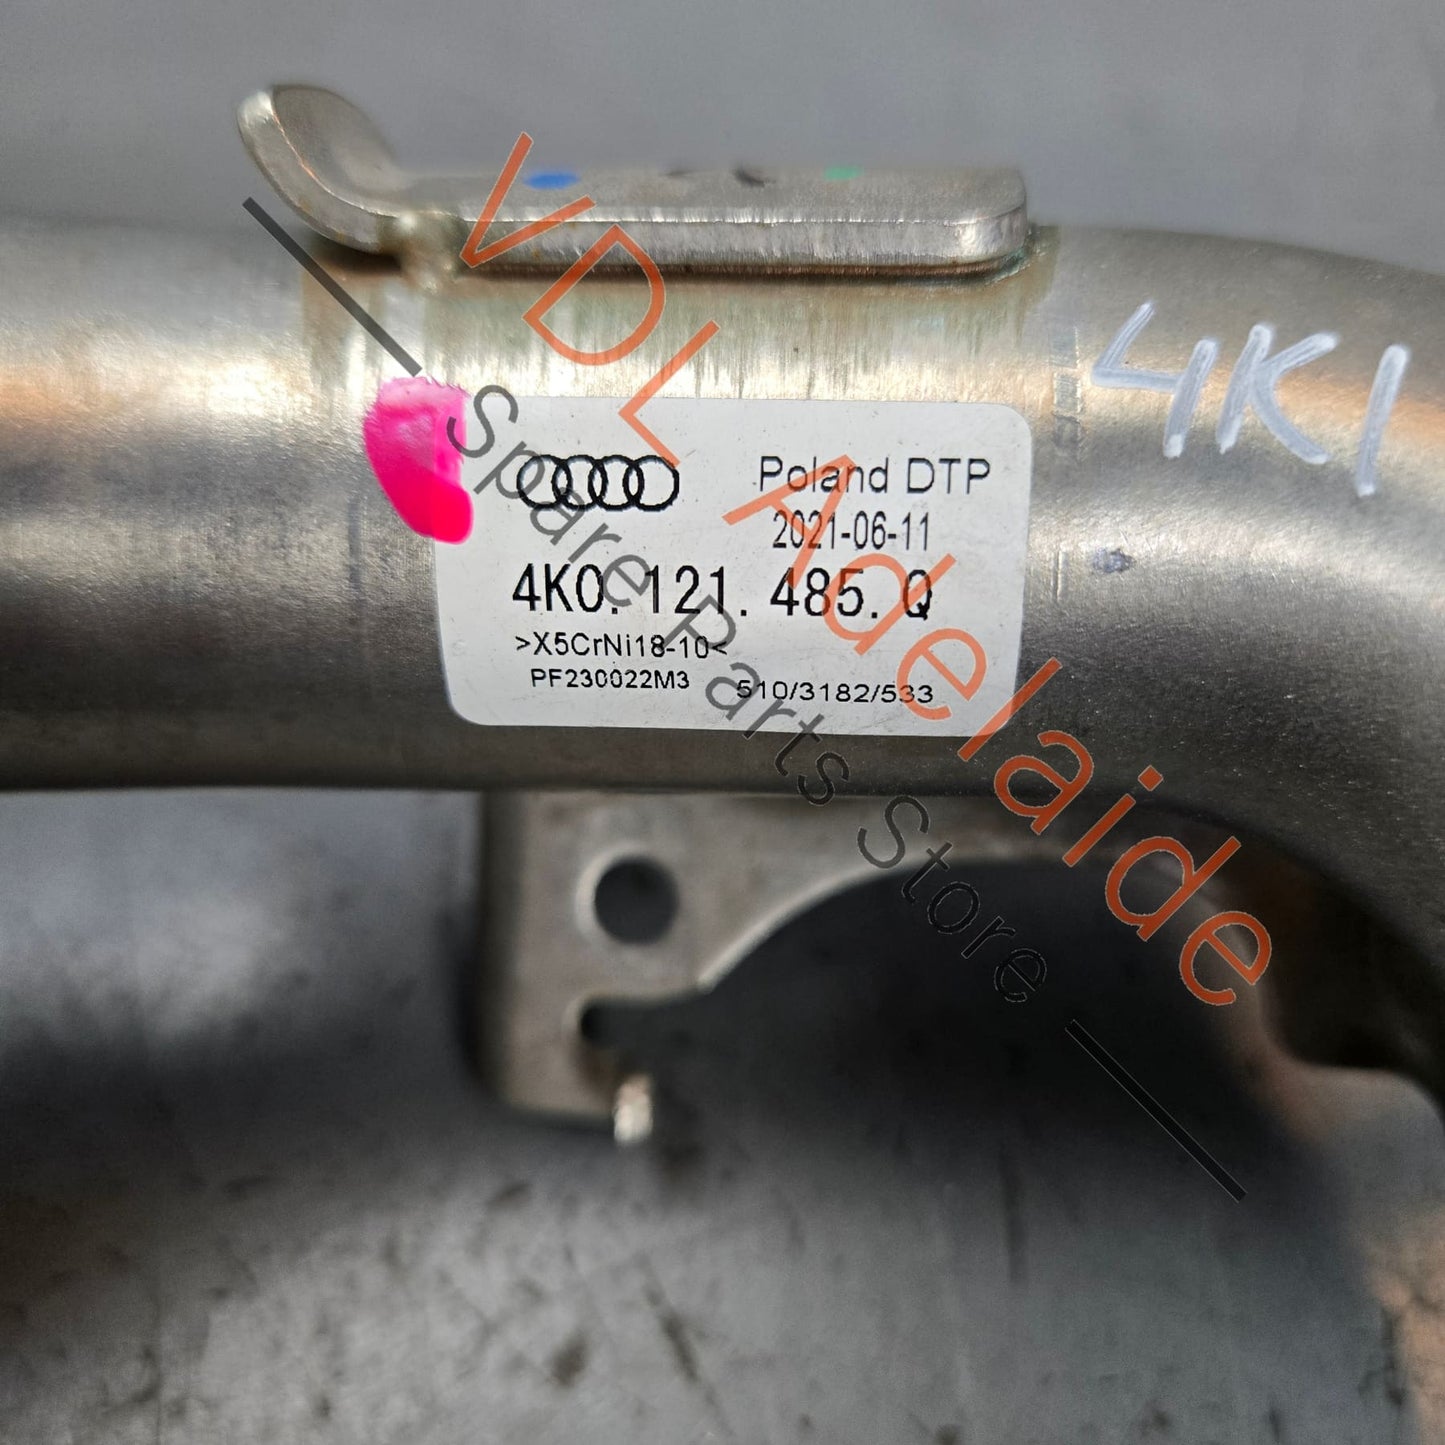 4K1
Poland DTP
2021-06-11
4K0.121.485.Q
>X5CrNi18-10<
PF230022M3 510/3182/533
VDL Adelaide
Spare Parts Store